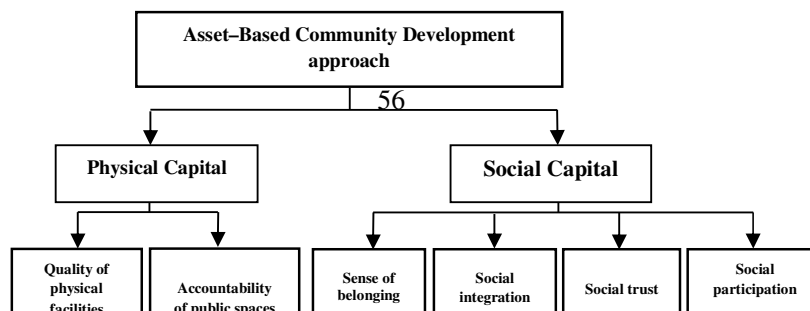 Asset–Based Community Development
approach
56
Physical Capital
Social Capital
Quality of
physical
facilities
Accountability
of public spaces
Sense of
belonging
Social
integration
Social trust
Social
participation